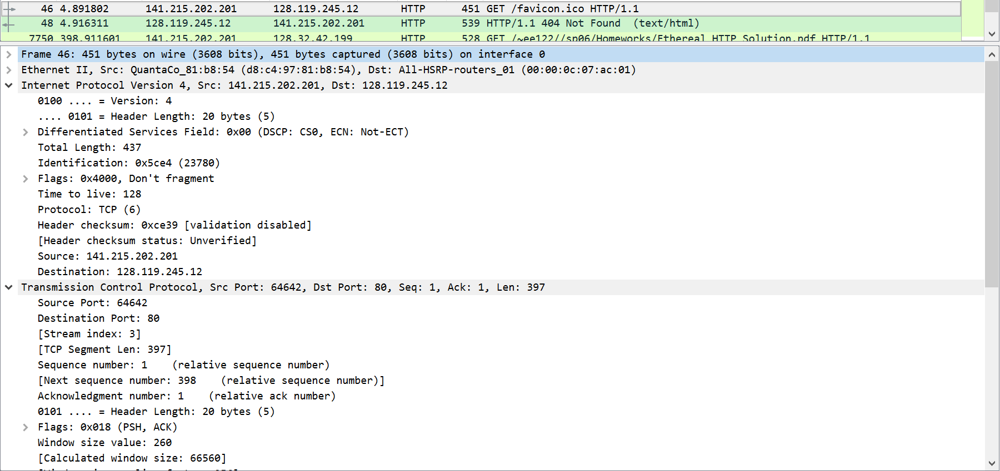 46 4.891802 141.215.202.201 128.119.245.12 HTTP 451 GET /favicon.ico HTTP/1.1
48 4.916311 128.119.245.12 141.215.202.201 HTTP 539 HTTP/1.1 404 Not Found (text/html)
7750 398.911601 141.215.202.201 128.32.42.199 HTTP 528 GET /~ee122//sp06/Homeworks/Ethereal_HTTP_Solution.pdf HTTP/1.1
Frame 46: 451 bytes on wire (3608 bits), 451 bytes captured (3608 bits) on interface 0
Ethernet II, Src: QuantaCo_81:b8:54 (d8:c4:97:81:b8:54), Dst: All-HSRP-routers_01 (00:00:0c:07:ac:01)
Internet Protocol Version 4, Src: 141.215.202.201, Dst: 128.119.245.12
0100 .... = Version: 4
.... 0101 = Header Length: 20 bytes (5)
Differentiated Services Field: 0x00 (DSCP: CS0, ECN: Not-ECT)
Total Length: 437
Identification: 0x5ce4 (23780)
Flags: 0x4000, Don't fragment
Time to live: 128
Protocol: TCP (6)
Header checksum: 0xce39 [validation disabled]
[Header checksum status: Unverified]
Source: 141.215.202.201
Destination: 128.119.245.12
Transmission Control Protocol, Src Port: 64642, Dst Port: 80, Seq: 1, Ack: 1, Len: 397
Source Port: 64642
Destination Port: 80
[Stream index: 3]
[TCP Segment Len: 397]
Sequence number: 1 (relative sequence number)
[Next sequence number: 398 (relative sequence number)]
Acknowledgment number: 1 (relative ack number)
0101 .... = Header Length: 20 bytes (5)
Flags: 0x018 (PSH, ACK)
Window size value: 260
[Calculated window size: 66560]